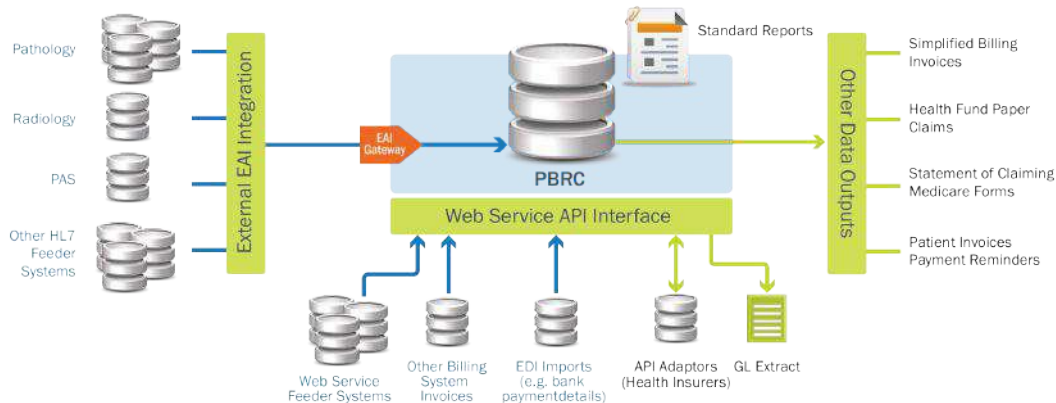 Pathology
Radiology
PAS
Other HL7
Feeder
Systems
External EAI Integration
EAI
Gateway
PBRC
Standard Reports
Web Service API Interface
Web Service
Feeder Systems
Other Billing
System
Invoices
EDI Imports
(e.g. bank
paymentdetails)
API Adaptors
(Health Insurers)
GL Extract
Other Data Outputs
Simplified Billing
Invoices
Health Fund Paper
Claims
Statement of Claiming
Medicare Forms
Patient Invoices
Payment Reminders